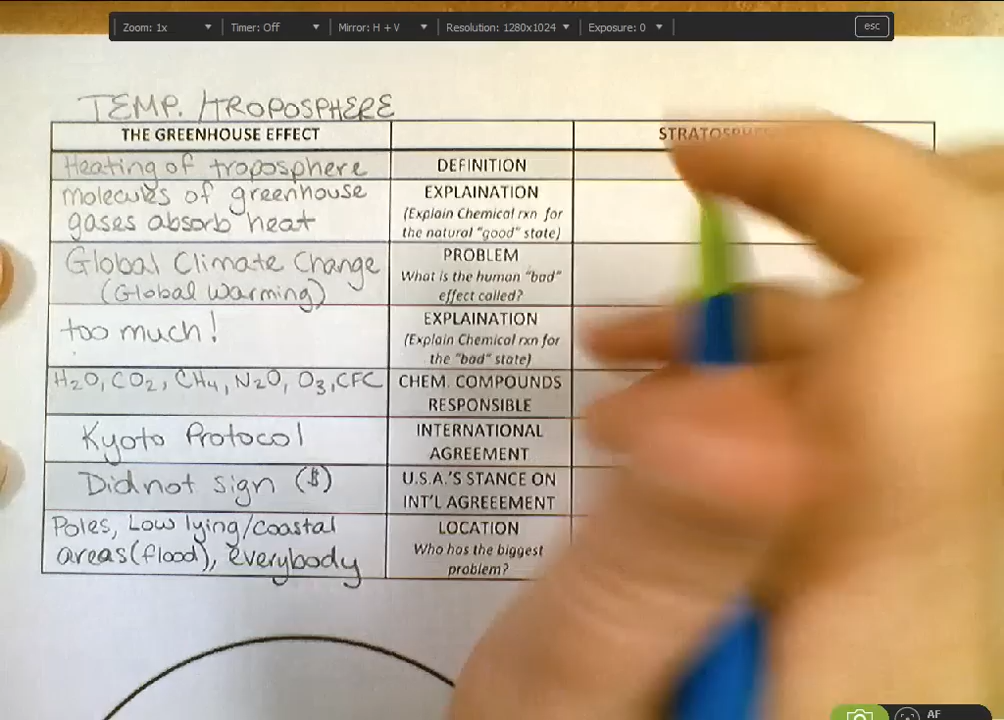 Zoom: 1x Timer: Off Mirror: H + V Resolution: 1280x1024 Exposure: 0 esc
TEMP. /TROPOSPHERE
THE GREENHOUSE EFFECT
Heating of troposphere DEFINITION
molecules of greenhouse EXPLAINATION
gases absorb heat (Explain Chemical rxn for
the natural "good" state)
Global Climate Change PROBLEM
(Global Warming) What is the human "bad"
effect called?
too much! EXPLAINATION
(Explain Chemical rxn for
the "bad" state)
H2O, CO2, CH4, N2O, O3, CFC CHEM. COMPOUNDS
RESPONSIBLE
Kyoto Protocol INTERNATIONAL
AGREEMENT
Did not sign ($) U.S.A.'S STANCE ON
INT'L AGREEEMENT
Poles, Low lying/coastal LOCATION
areas(flood), everybody Who has the biggest
problem?
AF